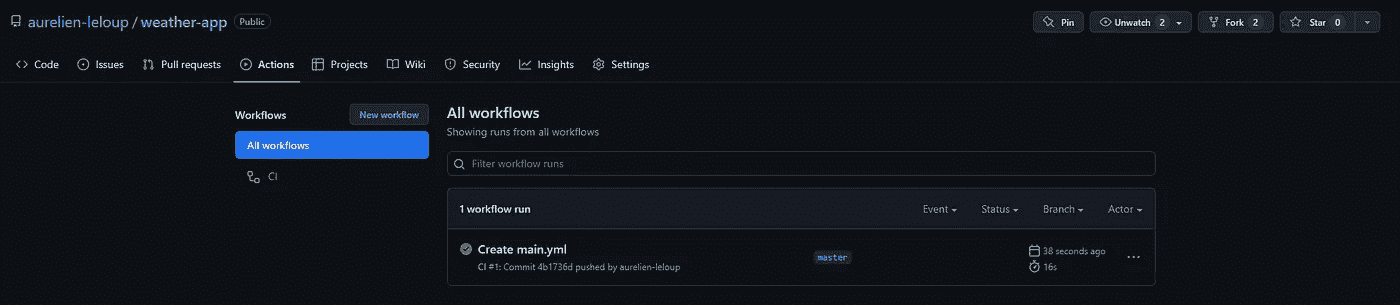 aurelien-leloup / weather-app Public
Pin Unwatch 2 Fork 2 Star 0
Code Issues Pull requests Actions Projects Wiki Security Insights Settings
Workflows New workflow
All workflows
CI
All workflows
Showing runs from all workflows
Filter workflow runs
1 workflow run Event Status Branch Actor
Create main.yml
CI #1: Commit 4b1736d pushed by aurelien-leloup
master
38 seconds ago
16s